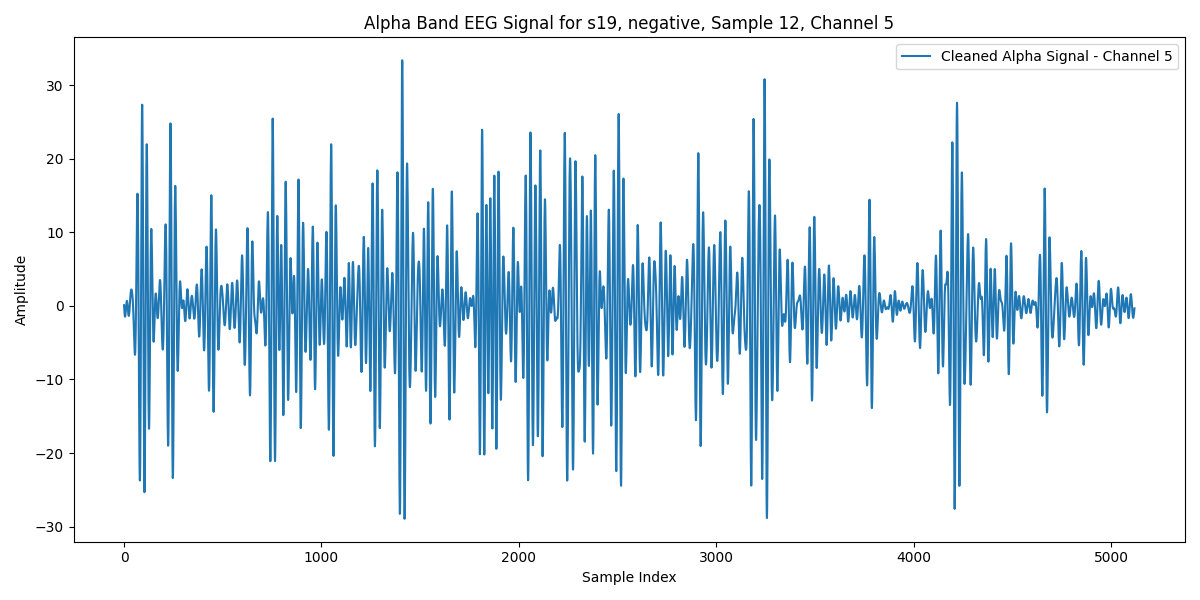 Alpha Band EEG Signal for s19, negative, Sample 12, Channel 5
Cleaned Alpha Signal - Channel 5
Amplitude
30
20
10
0
−10
−20
−30
0 1000 2000 3000 4000 5000
Sample Index